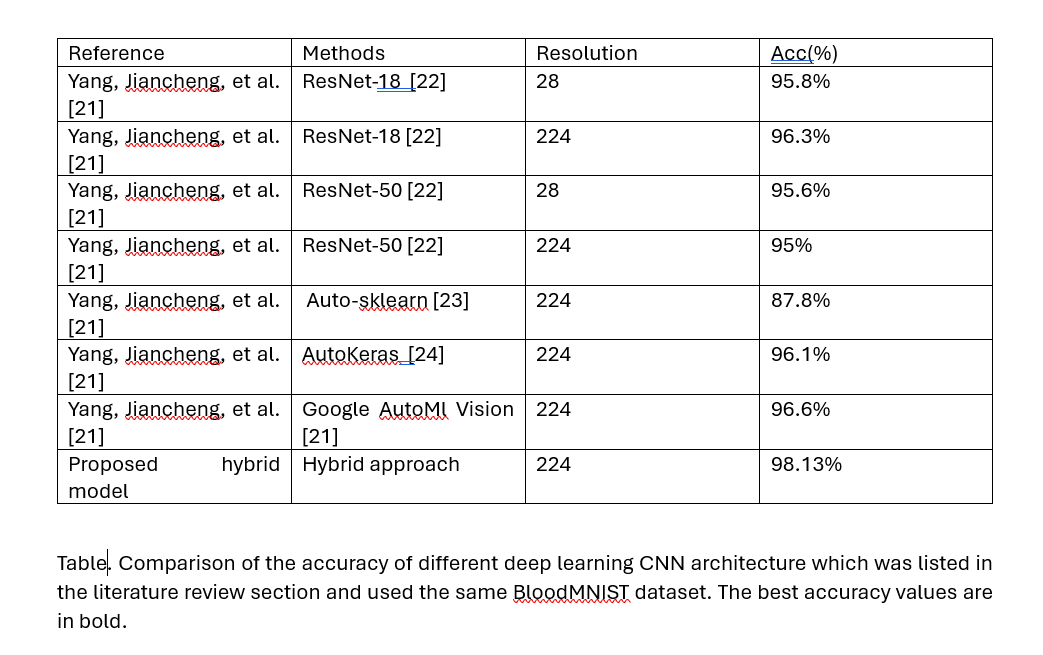 Reference Methods Resolution Acc(%)
Yang, Jiancheng, et al. ResNet-18 [22] 28 95.8%
[21]
Yang, Jiancheng, et al. ResNet-18 [22] 224 96.3%
[21]
Yang, Jiancheng, et al. ResNet-50 [22] 28 95.6%
[21]
Yang, Jiancheng, et al. ResNet-50 [22] 224 95%
[21]
Yang, Jiancheng, et al. Auto-sklearn [23] 224 87.8%
[21]
Yang, Jiancheng, et al. AutoKeras [24] 224 96.1%
[21]
Yang, Jiancheng, et al. Google AutoMl Vision 224 96.6%
[21] [21]
Proposed hybrid Hybrid approach 224 98.13%
model
Table. Comparison of the accuracy of different deep learning CNN architecture which was listed in
the literature review section and used the same BloodMNIST dataset. The best accuracy values are
in bold.